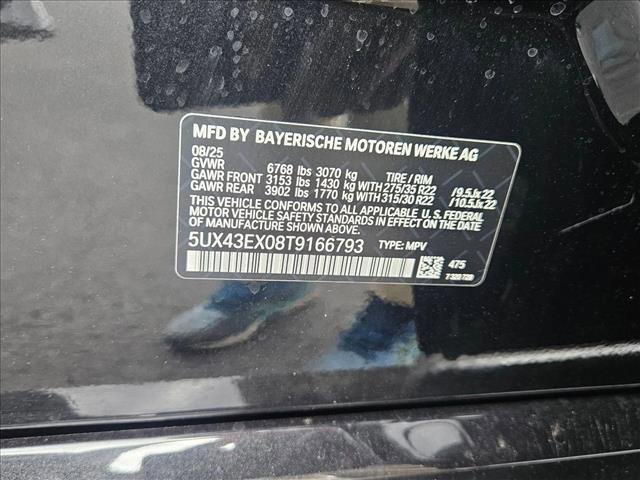 MFD BY BAYERISCHE MOTOREN WERKE AG
08/25
GVWR 6768 lbs 3070 kg TIRE / RIM
GAWR FRONT 3153 lbs 1430 kg WITH 275/35 R22 /9.5Jx22
GAWR REAR 3902 lbs 1770 kg WITH 315/30 R22 /10.5Jx22
THIS VEHICLE CONFORMS TO ALL APPLICABLE U.S. FEDERAL
MOTOR VEHICLE SAFETY STANDARDS IN EFFECT ON THE DATE
OF MANUFACTURE SHOWN ABOVE.
5UX43EX08T9166793 TYPE: MPV
475
7 320 729